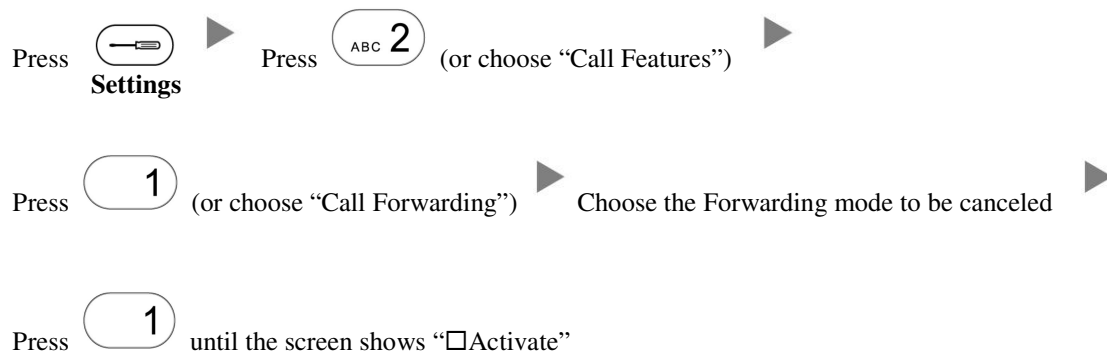 Press Press ABC 2 (or choose “Call Features”)
Settings
Press 1 (or choose “Call Forwarding”) Choose the Forwarding mode to be canceled
Press 1 until the screen shows “☐Activate”